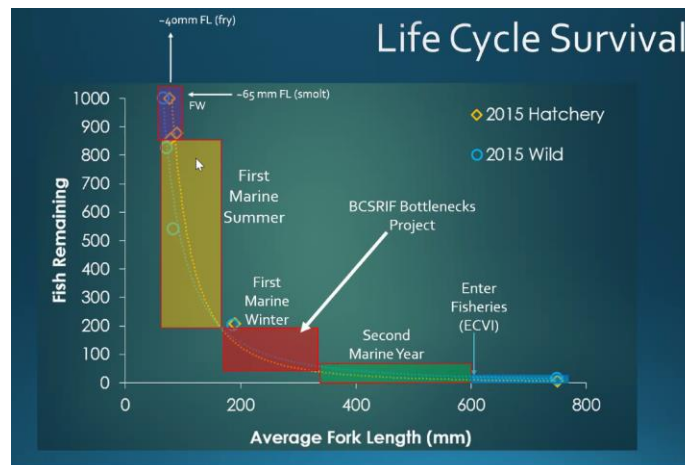 ~40mm FL (fry)
Life Cycle Survival
~65 mm FL (smolt)
FW
1000
900
800
700
600
500
400
300
200
100
0
Fish Remaining
2015 Hatchery
2015 Wild
First
Marine
Summer
BCSRIF Bottlenecks
Project
First
Marine
Winter
Enter
Fisheries
(ECVI)
Second
Marine Year
0
200
400
600
800
Average Fork Length (mm)